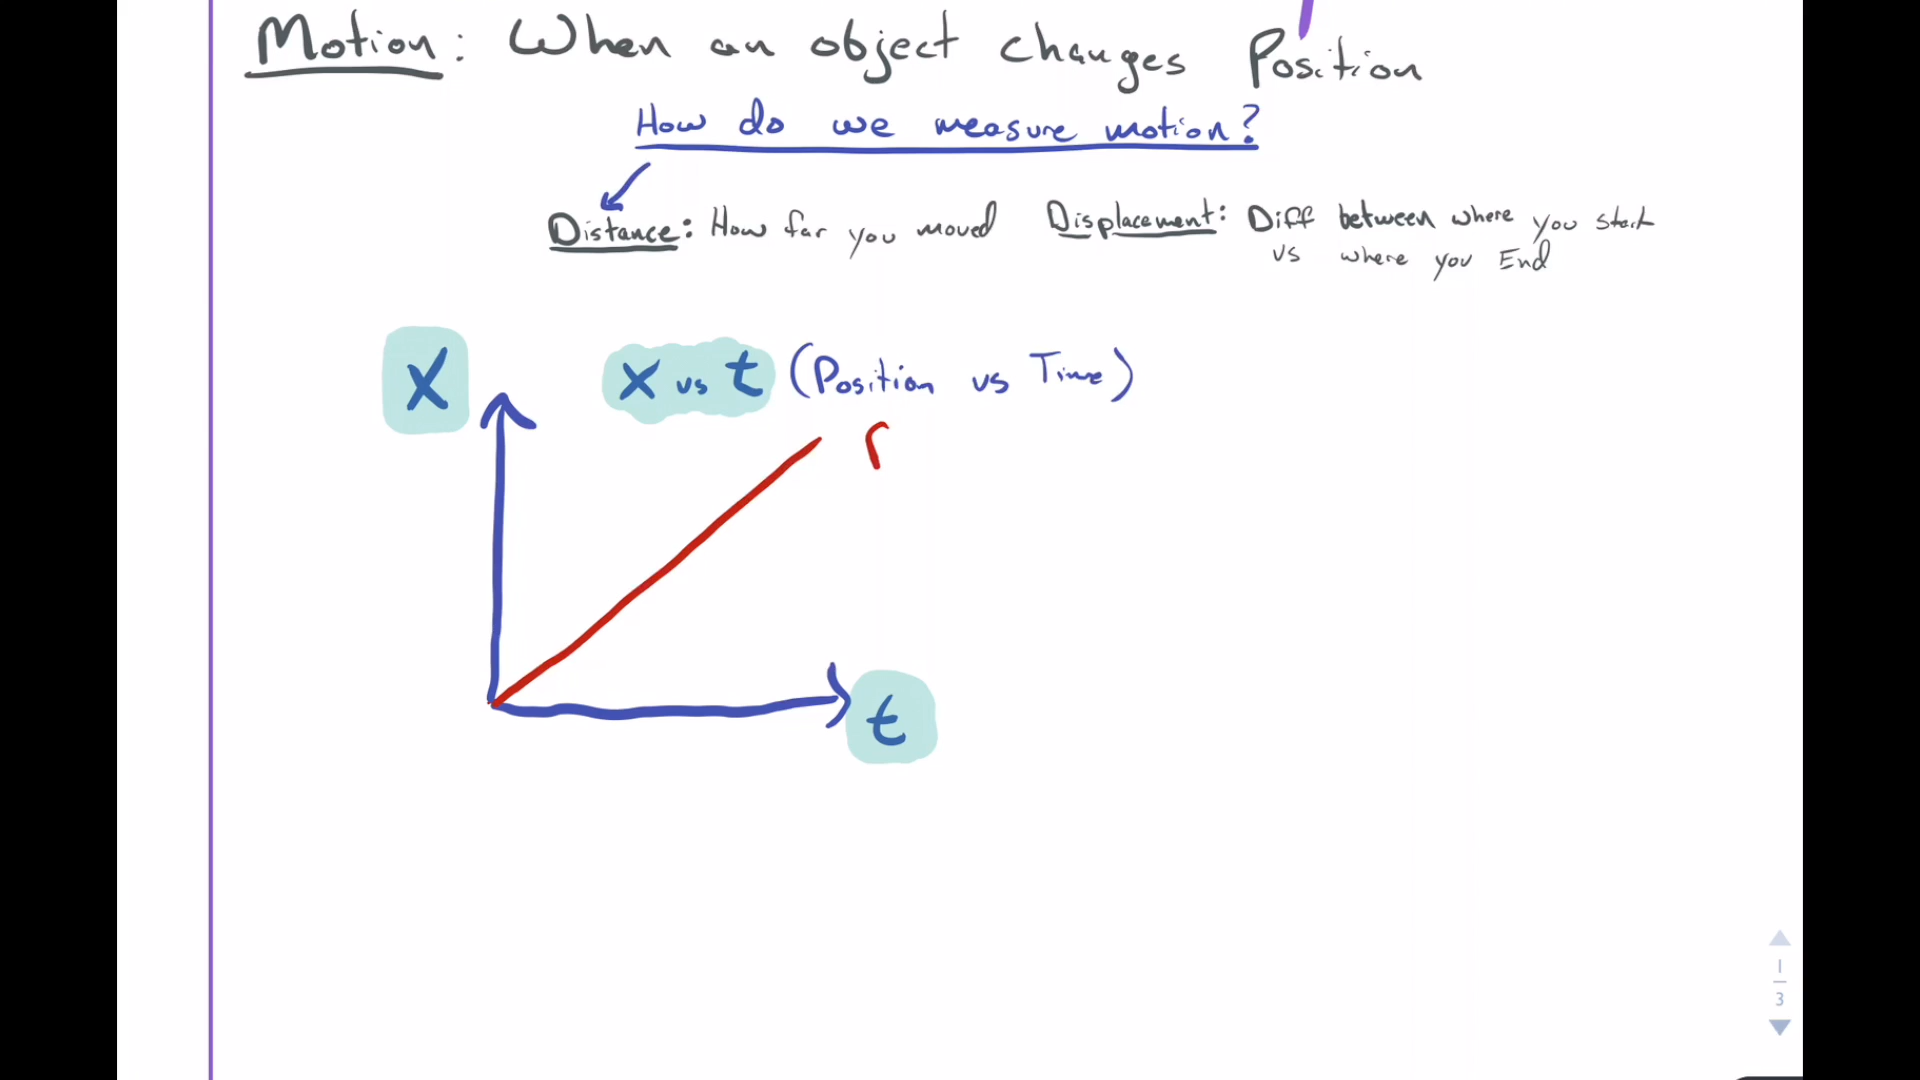 Motion: When an object changes Position
How do we measure motion?
Distance: How far you moved Displacement: Diff between where you start
vs where you End
X
x vs t (Position vs Time)
t
1
3